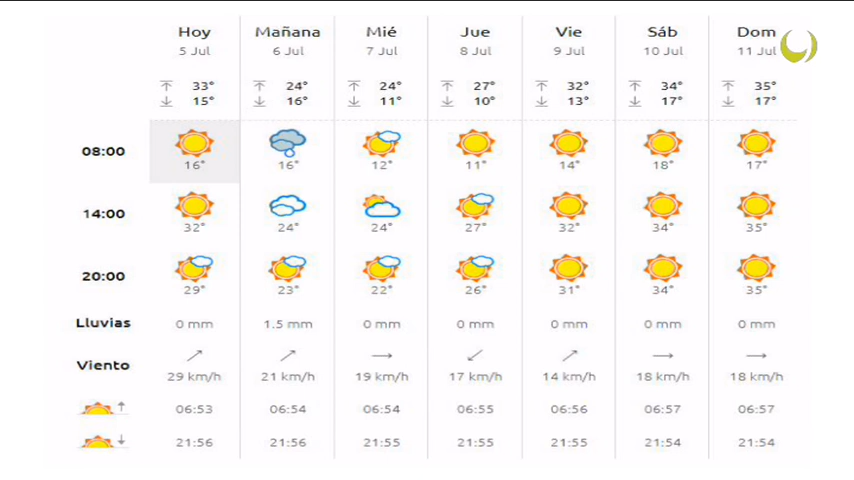 Hoy Mañana Mié Jue Vie Sáb Dom
5 Jul 6 Jul 7 Jul 8 Jul 9 Jul 10 Jul 11 Jul
33° 24° 24° 27° 32° 34° 35°
15° 16° 11° 10° 13° 17° 17°
08:00
16° 16° 12° 11° 14° 18° 17°
14:00
32° 24° 24° 27° 32° 34° 35°
20:00
29° 23° 22° 26° 31° 34° 35°
Lluvias 0 mm 1.5 mm 0 mm 0 mm 0 mm 0 mm 0 mm
Viento
29 km/h 21 km/h 19 km/h 17 km/h 14 km/h 18 km/h 18 km/h
06:53 06:54 06:54 06:55 06:56 06:57 06:57
21:56 21:56 21:55 21:55 21:55 21:54 21:54